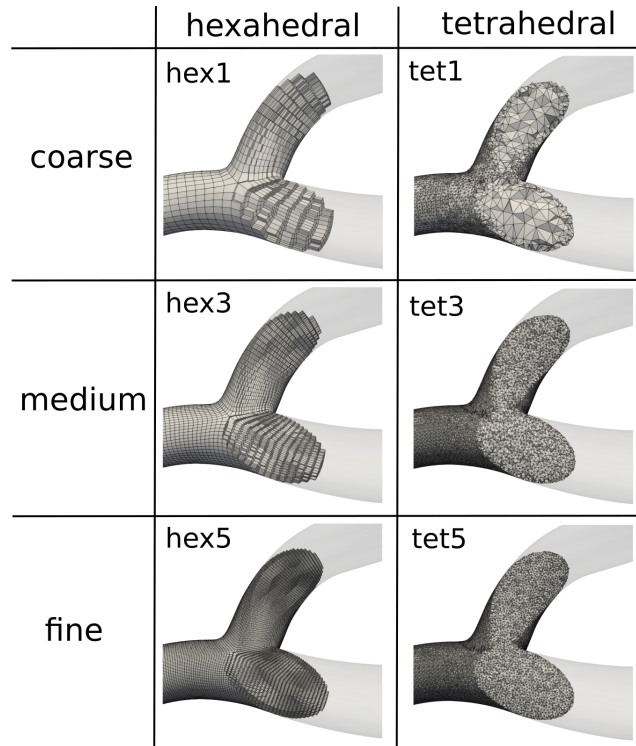 hexahedral
tetrahedral
coarse
hex1
tet1
medium
hex3
tet3
fine
hex5
tet5